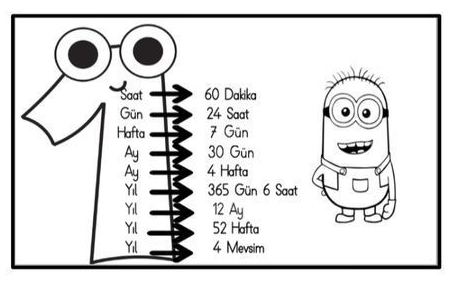 Saat → 60 Dakika
Gün → 24 Saat
Hafta → 7 Gün
Ay → 30 Gün
Ay → 4 Hafta
Yıl → 365 Gün 6 Saat
Yıl → 12 Ay
Yıl → 52 Hafta
Yıl → 4 Mevsim